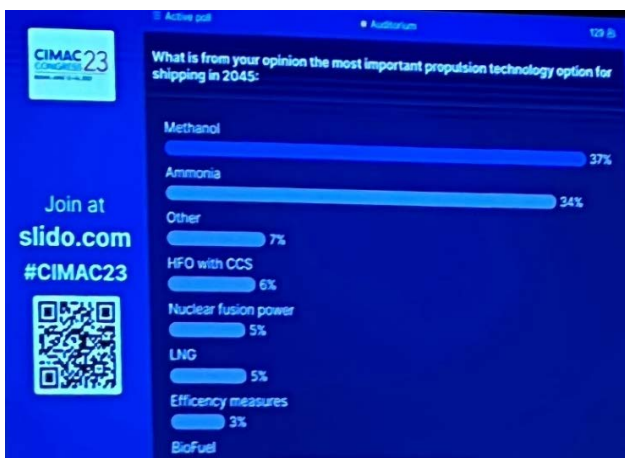 Active poll
Auditorium
129
CIMAC 23
CONGRESS
What is from your opinion the most important propulsion technology option for
shipping in 2045:
Methanol
37%
Ammonia
34%
Other
7%
HFO with CCS
6%
Nuclear fusion power
5%
LNG
5%
Efficency measures
3%
BioFuel
Join at
slido.com
#CIMAC23